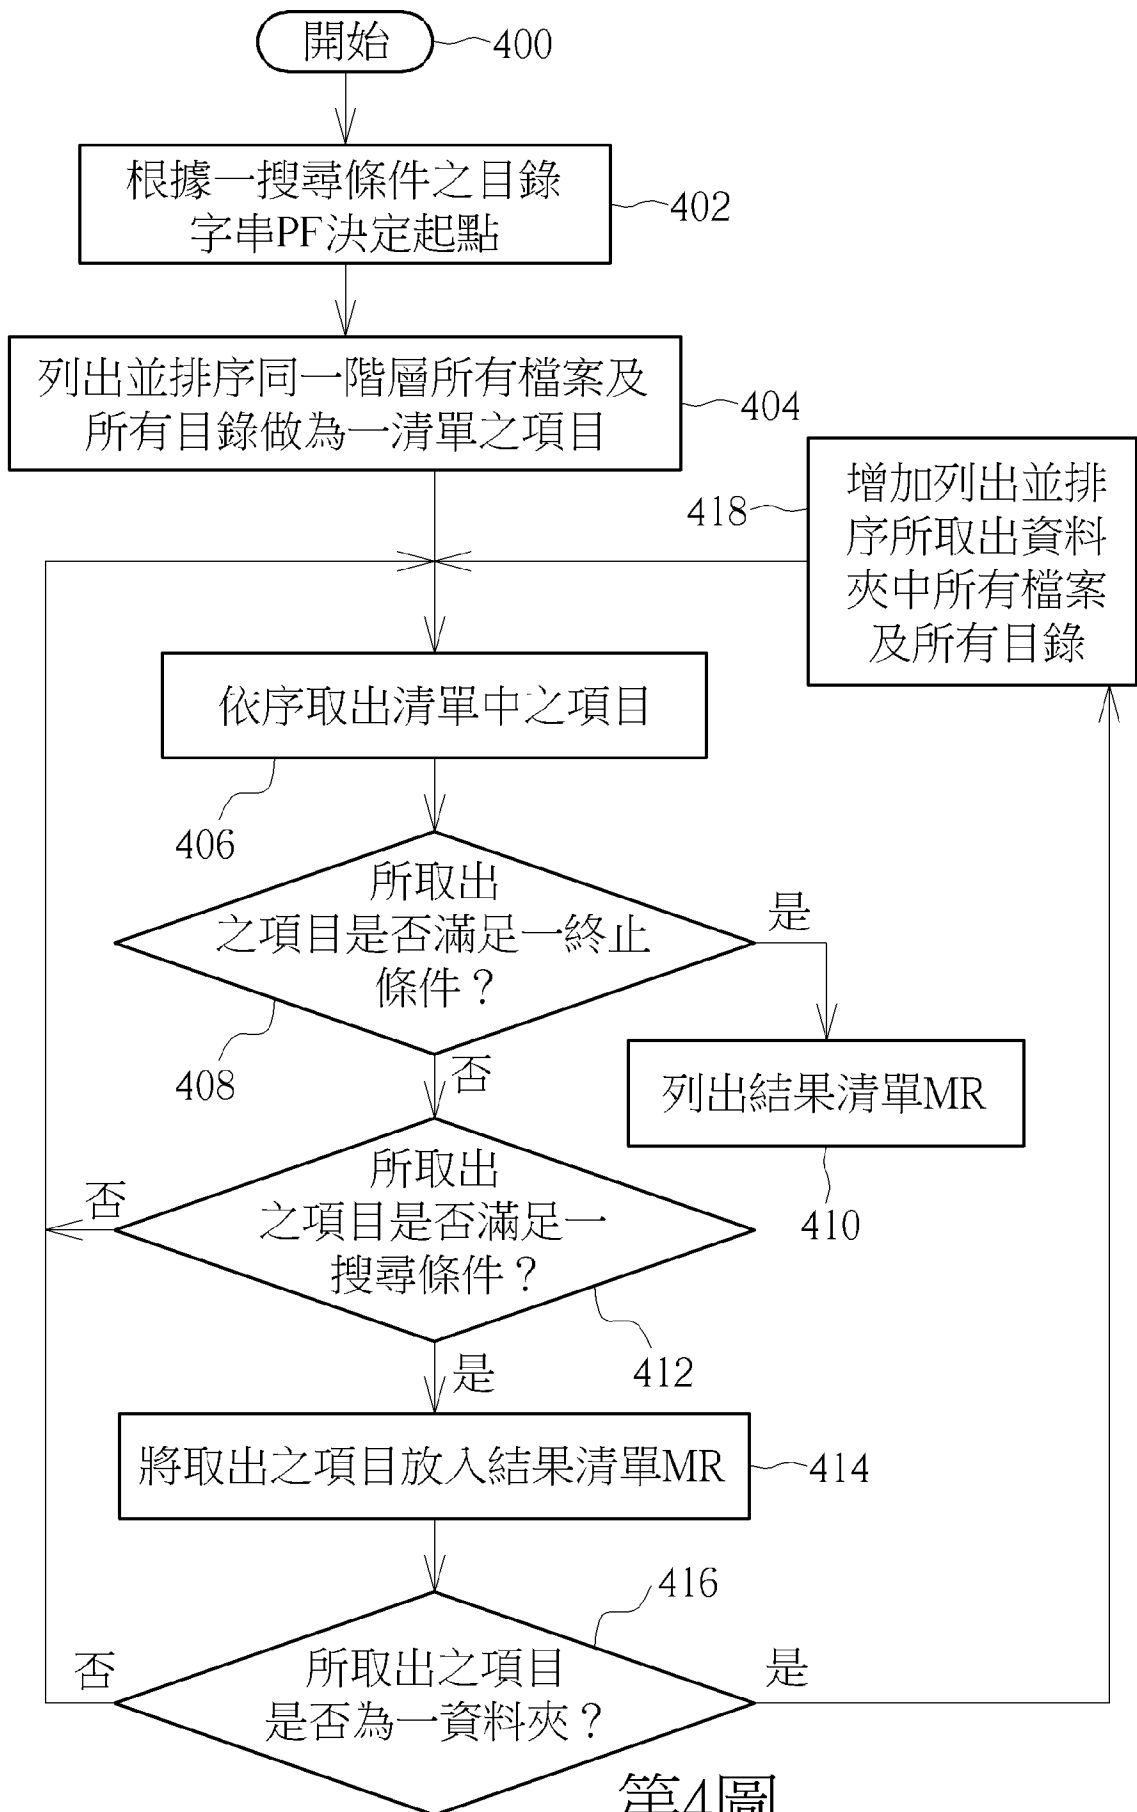 開始
400
根據一搜尋條件之目錄
字串PF決定起點
402
列出並排序同一階層所有檔案及
所有目錄做為一清單之項目
404
增加列出並排
序所取出資料
夾中所有檔案
及所有目錄
418
依序取出清單中之項目
406
所取出
之項目是否滿足一終止
條件？
408
是
否
列出結果清單MR
410
所取出
之項目是否滿足一
搜尋條件？
412
否
是
將取出之項目放入結果清單MR
414
416
所取出之項目
是否為一資料夾？
否
是
第4圖